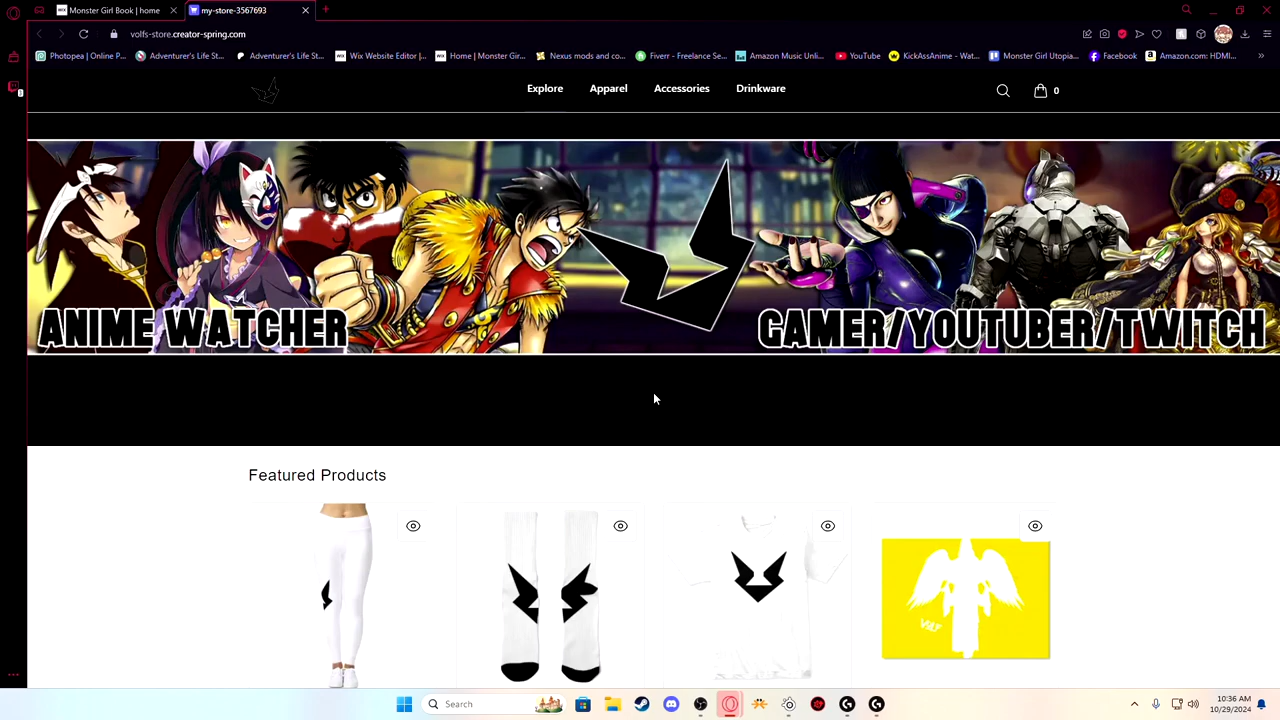 Monster Girl Book | home
my-store-3567693
volfs-store.creator-spring.com
Photopea | Online P...
Adventurer's Life St...
Adventurer's Life St...
Wix Website Editor |...
Home | Monster Gir...
Nexus mods and co...
Fiverr - Freelance Se...
Amazon Music Unli...
YouTube
KickAssAnime - Wat...
Monster Girl Utopia...
Facebook
Amazon.com: HDMI...
Explore
Apparel
Accessories
Drinkware
0
ANIME WATCHER
GAMER/YOUTUBER/TWITCH
Featured Products
Search
10:36 AM
10/29/2024